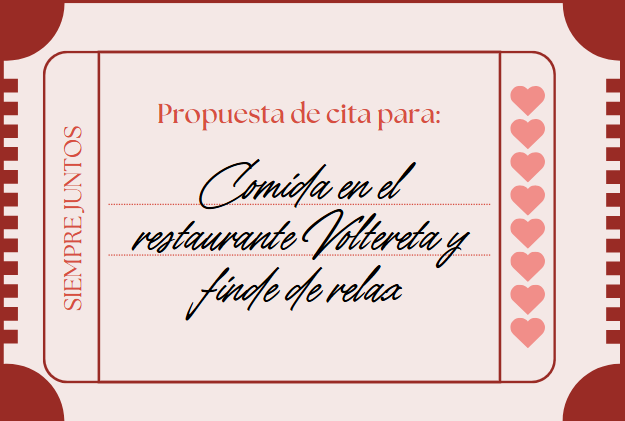 SIEMPRE JUNTOS
Propuesta de cita para:
Comida en el
restaurante Voltereta y
finde de relax